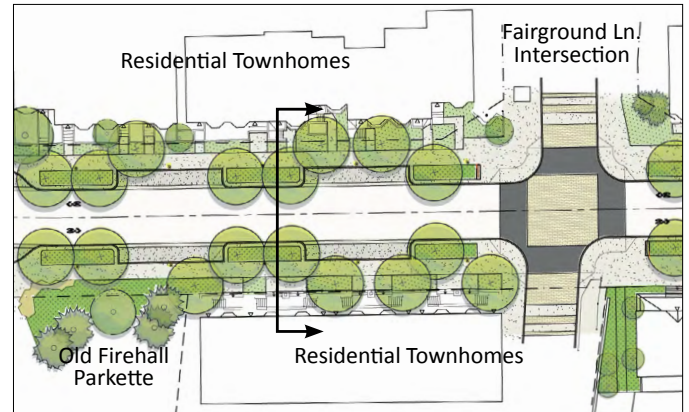 Fairground Ln.
Intersection
Residential Townhomes
Old Firehall
Parkette
Residential Townhomes